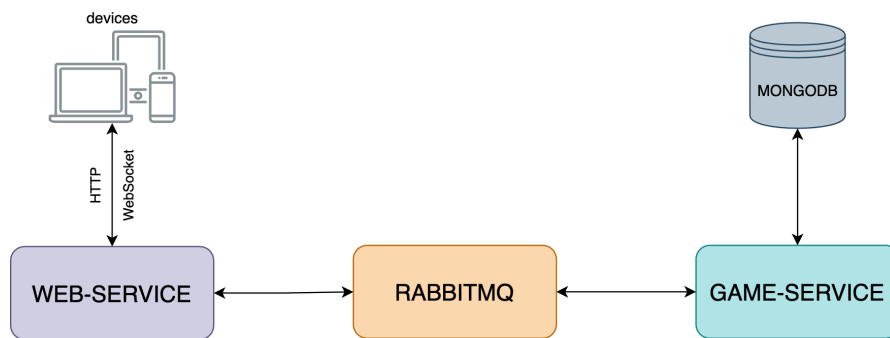 devices
MONGODB
HTTP
WebSocket
WEB-SERVICE
RABBITMQ
GAME-SERVICE